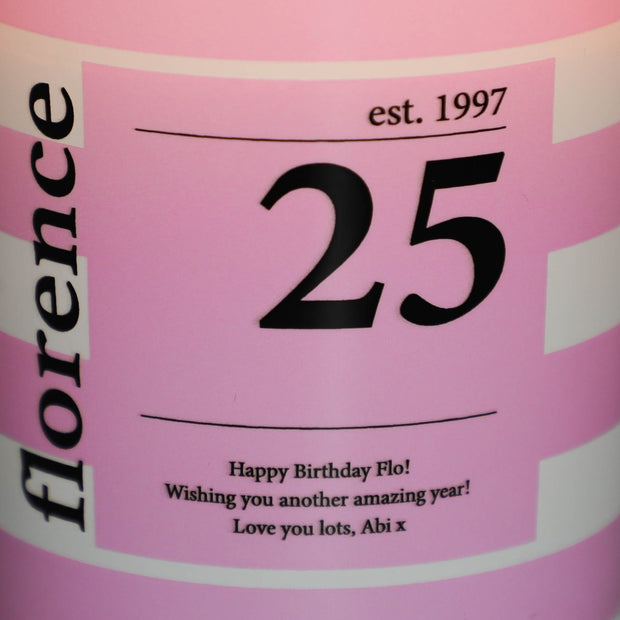 florence
est. 1997
25
Happy Birthday Flo!
Wishing you another amazing year!
Love you lots, Abi x